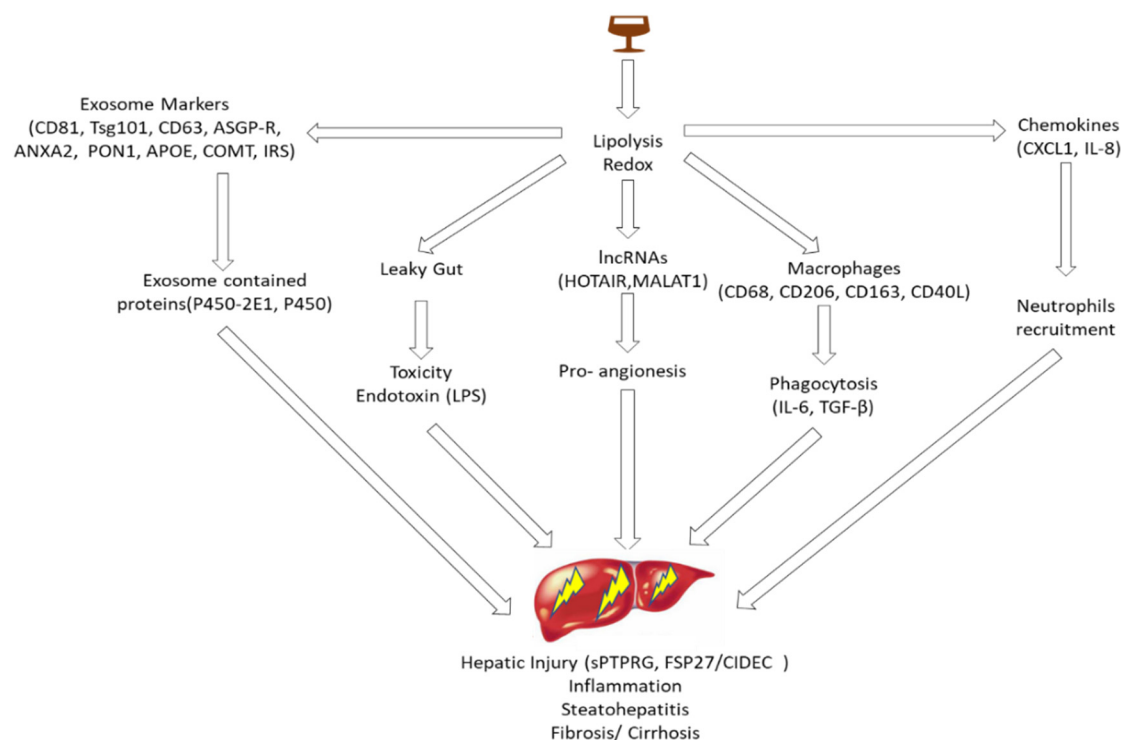 Exosome Markers
(CD81, Tsg101, CD63, ASGP-R,
ANXA2, PON1, APOE, COMT, IRS)
Lipolysis
Redox
Chemokines
(CXCL1, IL-8)
Exosome contained
proteins(P450-2E1, P450)
Leaky Gut
lncRNAs
(HOTAIR,MALAT1)
Macrophages
(CD68, CD206, CD163, CD40L)
Neutrophils
recruitment
Toxicity
Endotoxin (LPS)
Pro- angionesis
Phagocytosis
(IL-6, TGF-β)
Hepatic Injury (sPTPRG, FSP27/CIDEC )
Inflammation
Steatohepatitis
Fibrosis/ Cirrhosis